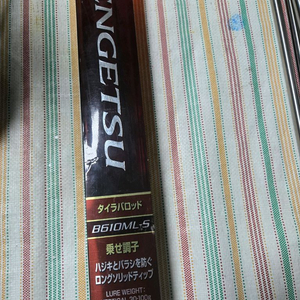 ENGETSU
タイラバロッド
B610ML-S
乗せ調子
ハジキとバラシを防ぐ
ロングソリッドティップ
LURE WEIGHT: